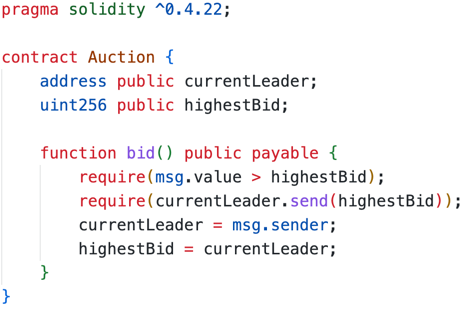 pragma solidity ^0.4.22;
contract Auction {
address public currentLeader;
uint256 public highestBid;
function bid() public payable {
require(msg.value > highestBid);
require(currentLeader.send(highestBid));
currentLeader = msg.sender;
highestBid = currentLeader;
}
}